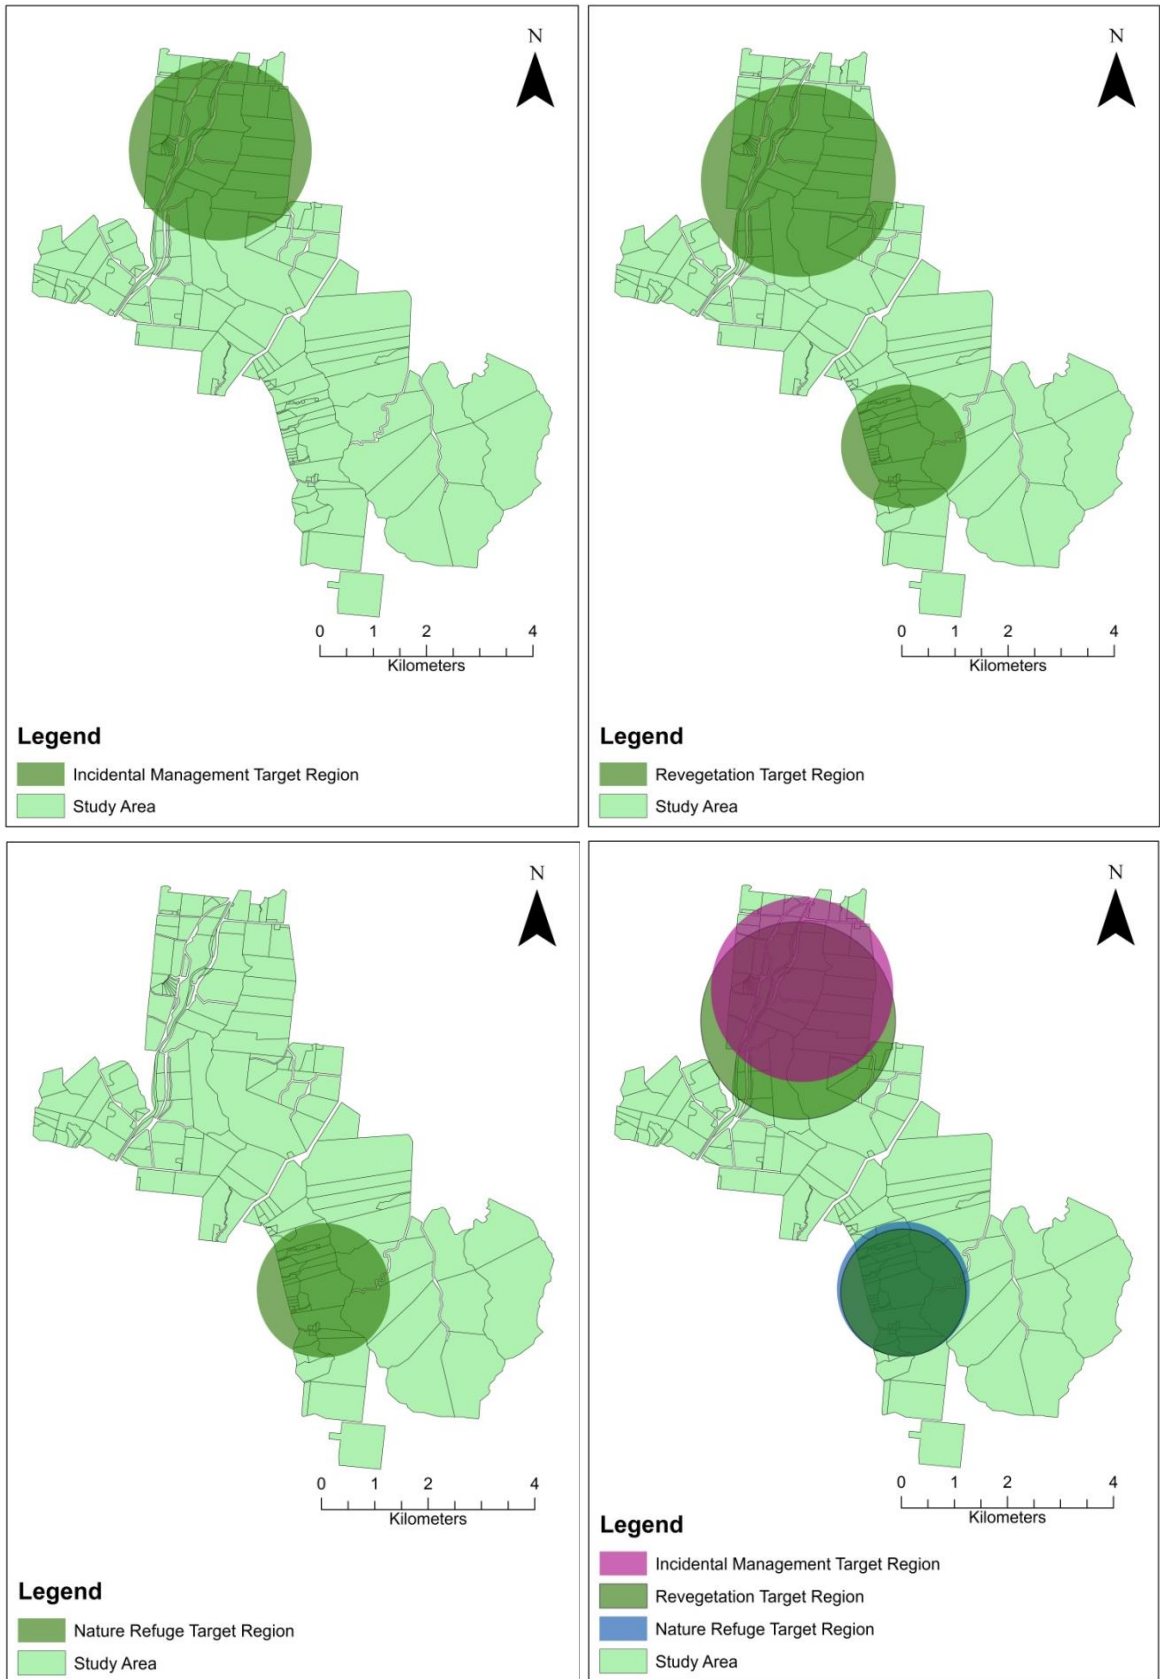 N
0 1 2 4
Kilometers
Legend
Incidental Management Target Region
Study Area
N
0 1 2 4
Kilometers
Legend
Revegetation Target Region
Study Area
N
0 1 2 4
Kilometers
Legend
Nature Refuge Target Region
Study Area
N
0 1 2 4
Kilometers
Legend
Incidental Management Target Region
Revegetation Target Region
Nature Refuge Target Region
Study Area